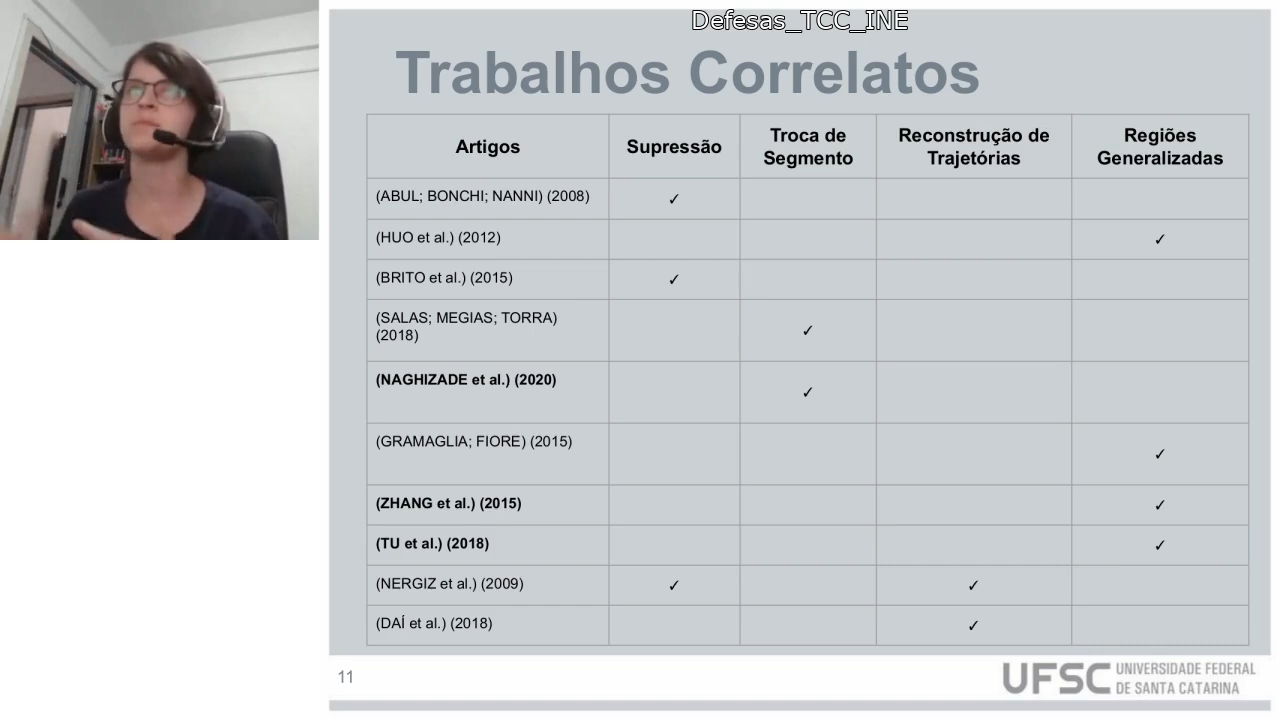 Defesas_TCC_INE
Trabalhos Correlatos
Artigos
Supressão
Troca de
Segmento
Reconstrução de
Trajetórias
Regiões
Generalizadas
(ABUL; BONCHI; NANNI) (2008)
✓
(HUO et al.) (2012)
✓
(BRITO et al.) (2015)
✓
(SALAS; MEGIAS; TORRA)
(2018)
✓
(NAGHIZADE et al.) (2020)
✓
(GRAMAGLIA; FIORE) (2015)
✓
(ZHANG et al.) (2015)
✓
(TU et al.) (2018)
✓
(NERGIZ et al.) (2009)
✓ ✓
(DAÍ et al.) (2018)
✓
11
UFSC
UNIVERSIDADE FEDERAL
DE SANTA CATARINA